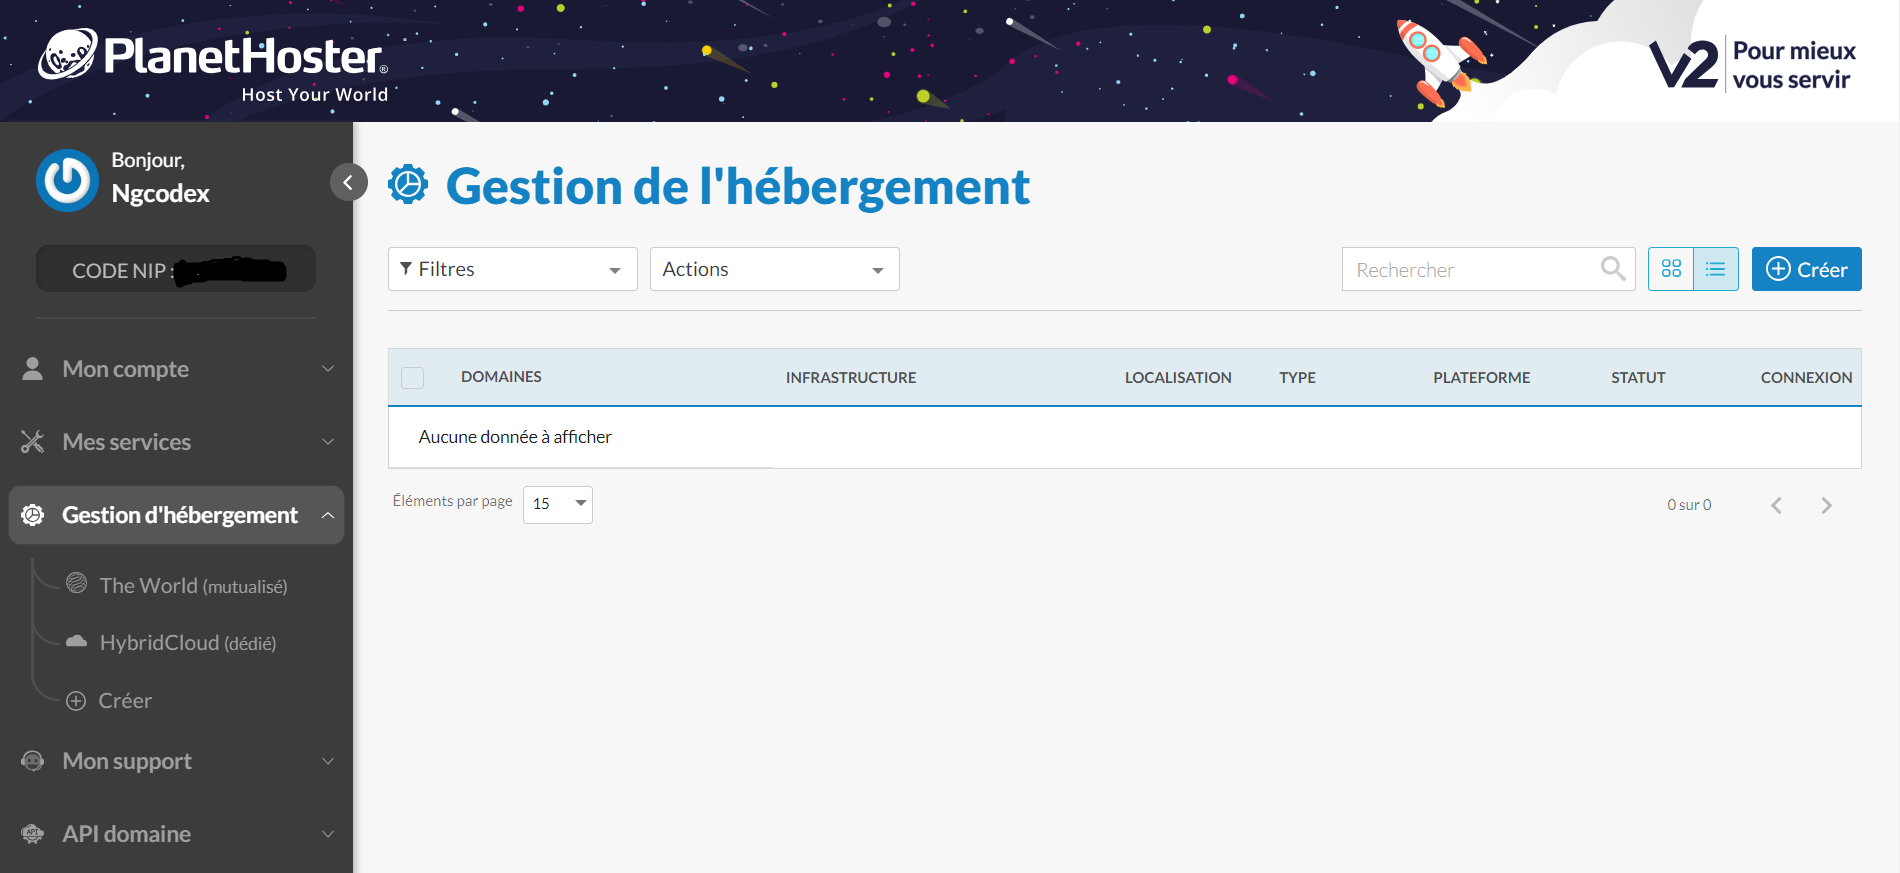 PlanetHoster®
Host Your World
V2 Pour mieux
vous servir
Bonjour,
Ngcodex
CODE NIP :
Mon compte
Mes services
Gestion d'hébergement
The World (mutualisé)
HybridCloud (dédié)
Créer
Mon support
API domaine
Gestion de l'hébergement
Filtres
Actions
Rechercher
Créer
DOMAINES INFRASTRUCTURE LOCALISATION TYPE PLATEFORME STATUT CONNEXION
Aucune donnée à afficher
Éléments par page 15
0 sur 0